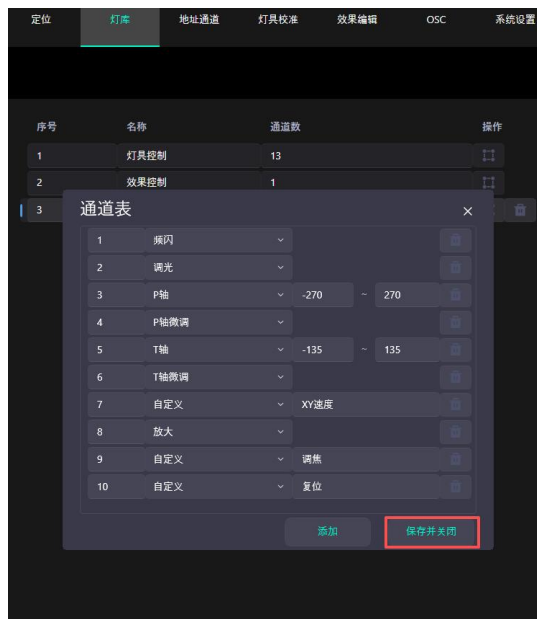 定位 灯库 地址通道 灯具校准 效果编辑 OSC 系统设置
序号 名称 通道数 操作
1 灯具控制 13
2 效果控制 1
3
通道表 ×
1 频闪
2 调光
3 P轴 -270 ~ 270
4 P轴微调
5 T轴 -135 ~ 135
6 T轴微调
7 自定义 XY速度
8 放大
9 自定义 调焦
10 自定义 复位
添加 保存并关闭